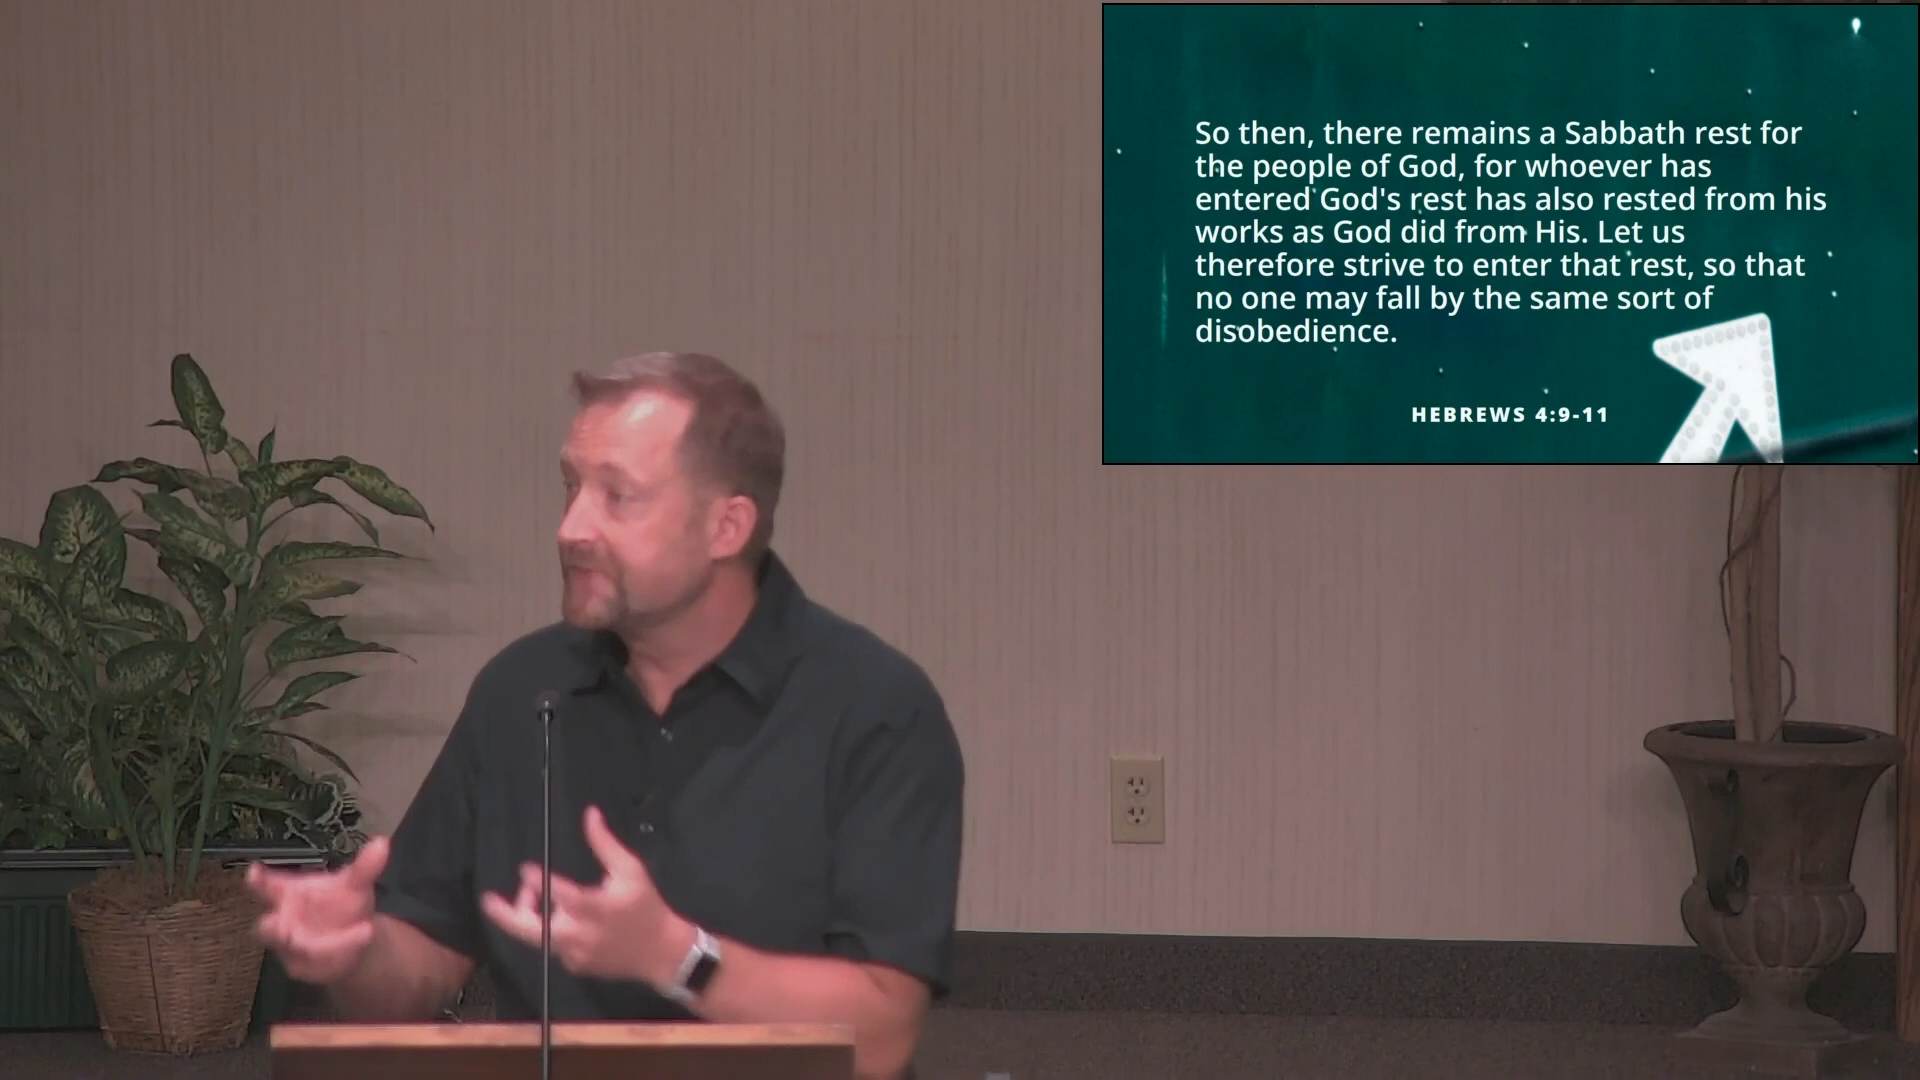 So then, there remains a Sabbath rest for
the people of God, for whoever has
entered God's rest has also rested from his
works as God did from His. Let us
therefore strive to enter that rest, so that
no one may fall by the same sort of
disobedience.
HEBREWS 4:9-11